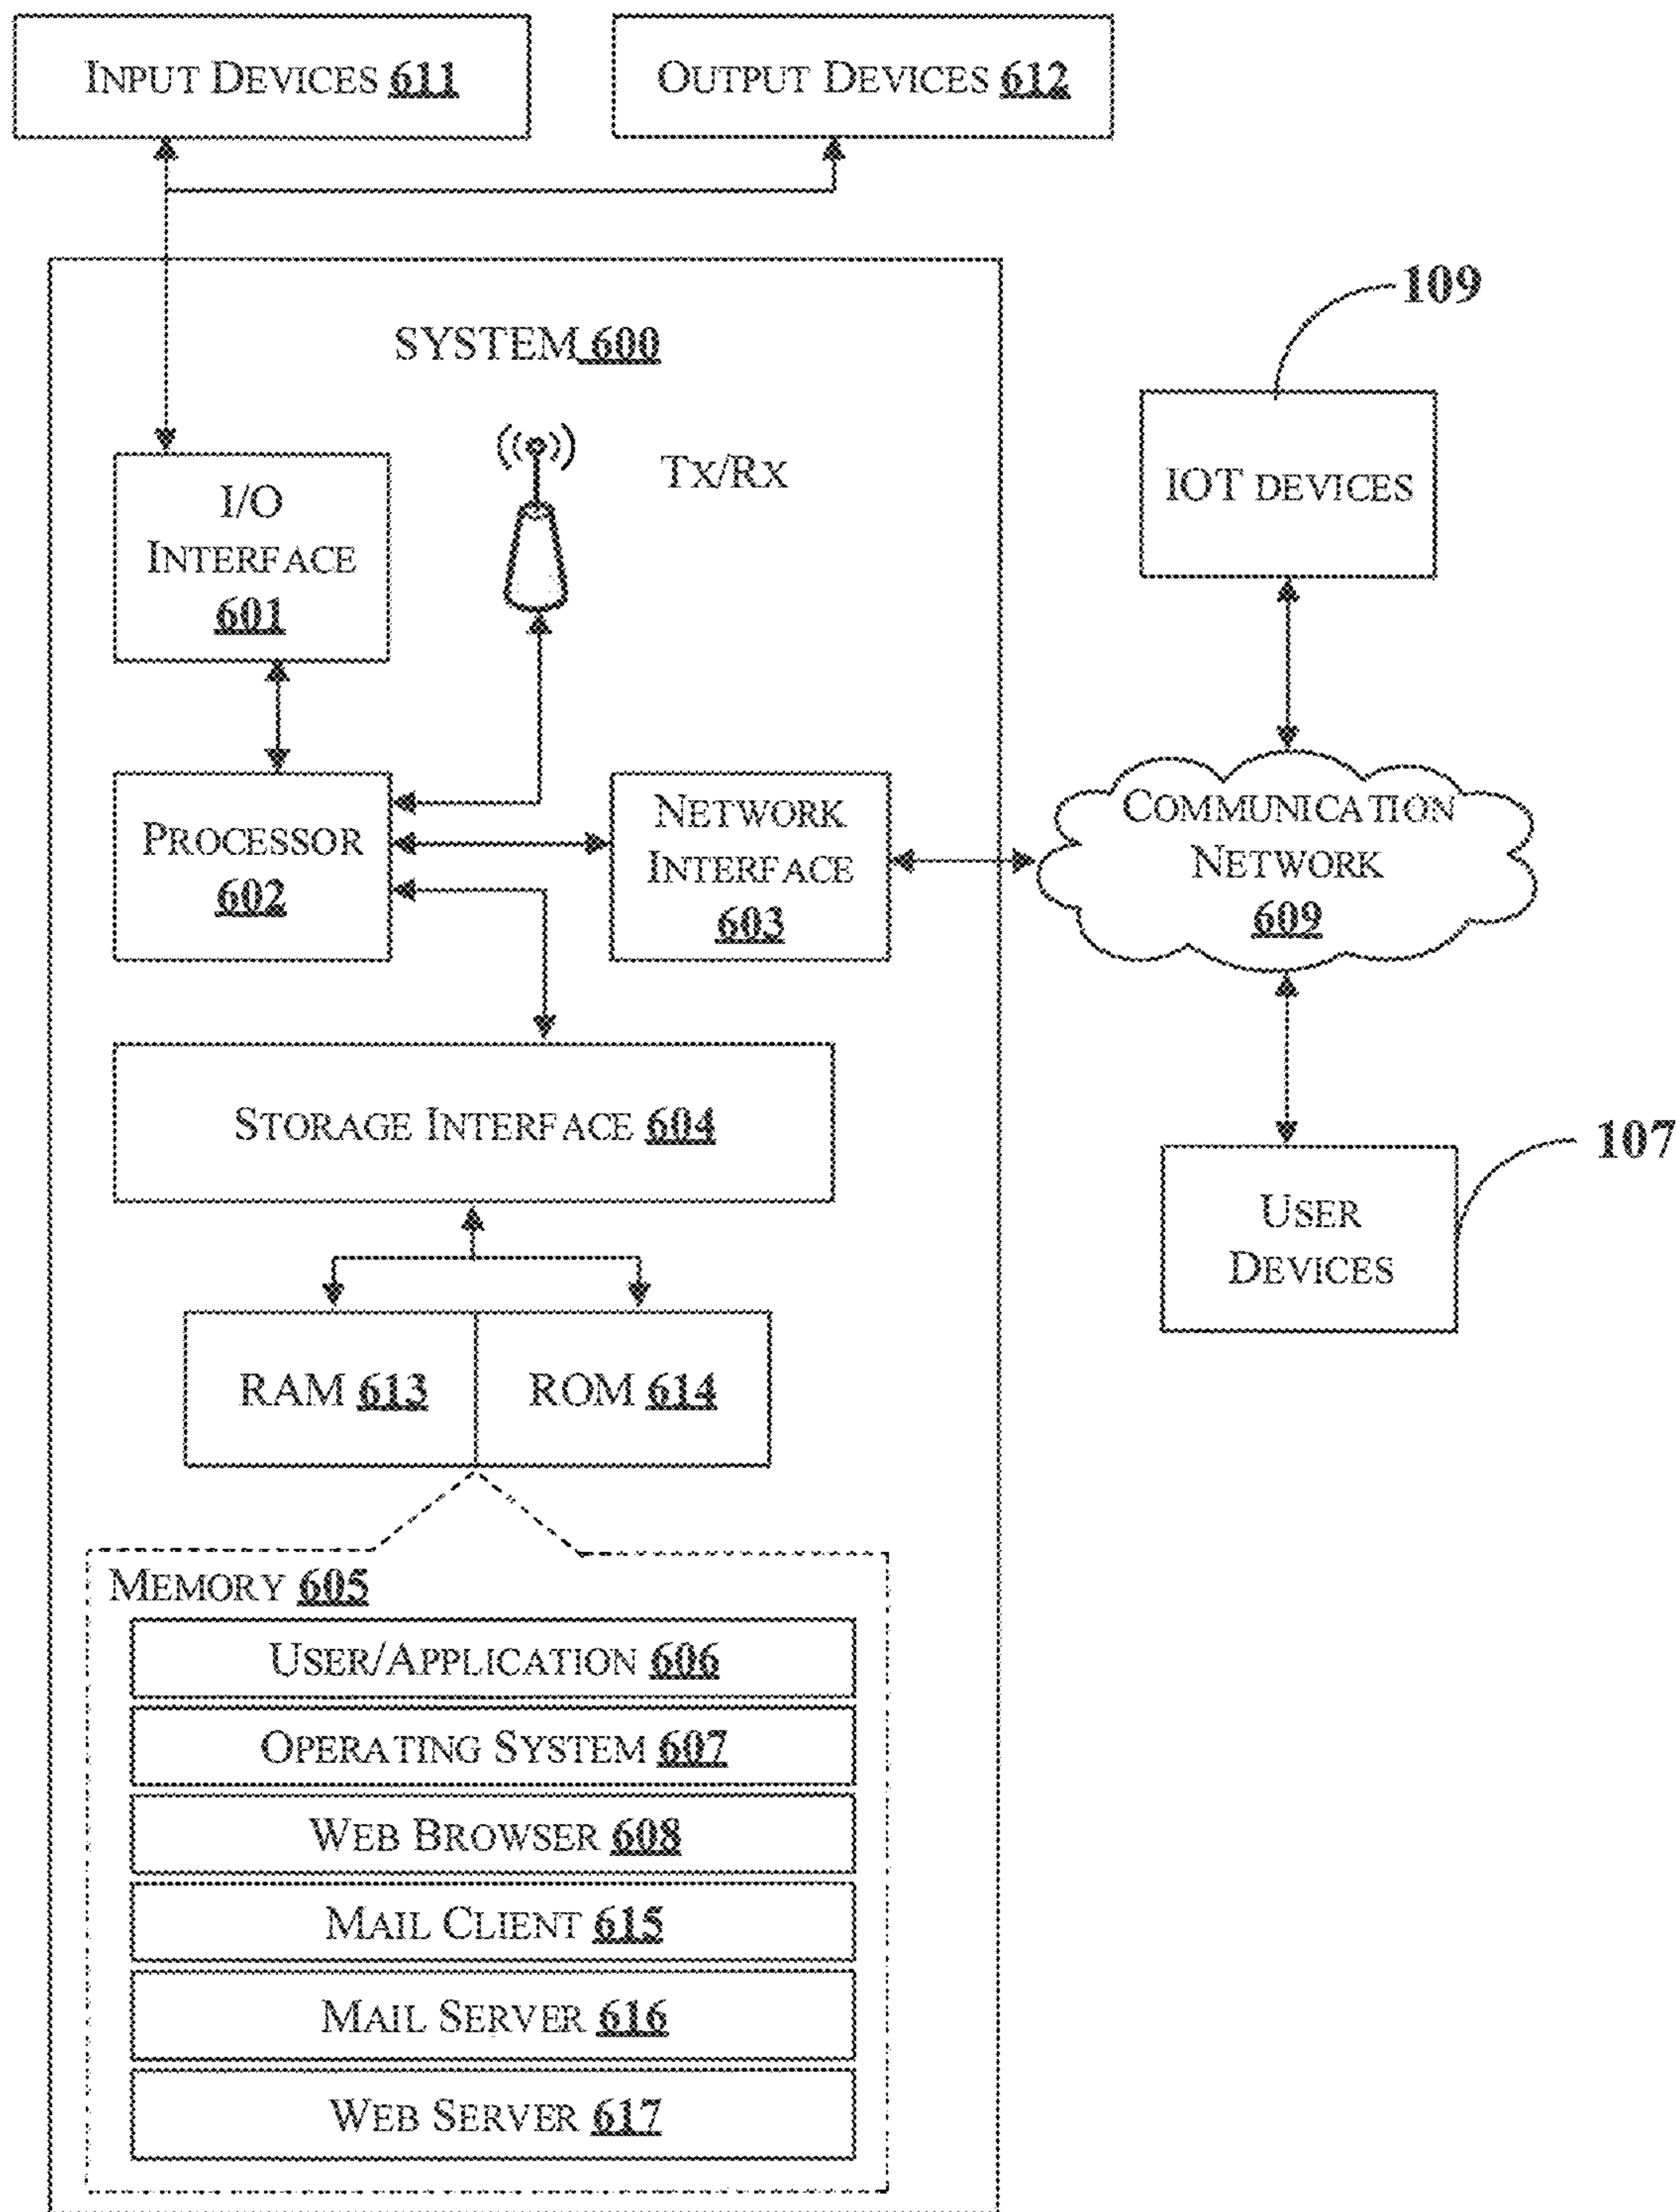 INPUT DEVICES 611
OUTPUT DEVICES 612
SYSTEM 600
109
I/O
INTERFACE
601
TX/RX
IOT DEVICES
PROCESSOR
602
NETWORK
INTERFACE
603
COMMUNICATION
NETWORK
609
STORAGE INTERFACE 604
107
USER
DEVICES
RAM 613
ROM 614
MEMORY 605
USER/APPLICATION 606
OPERATING SYSTEM 607
WEB BROWSER 608
MAIL CLIENT 615
MAIL SERVER 616
WEB SERVER 617